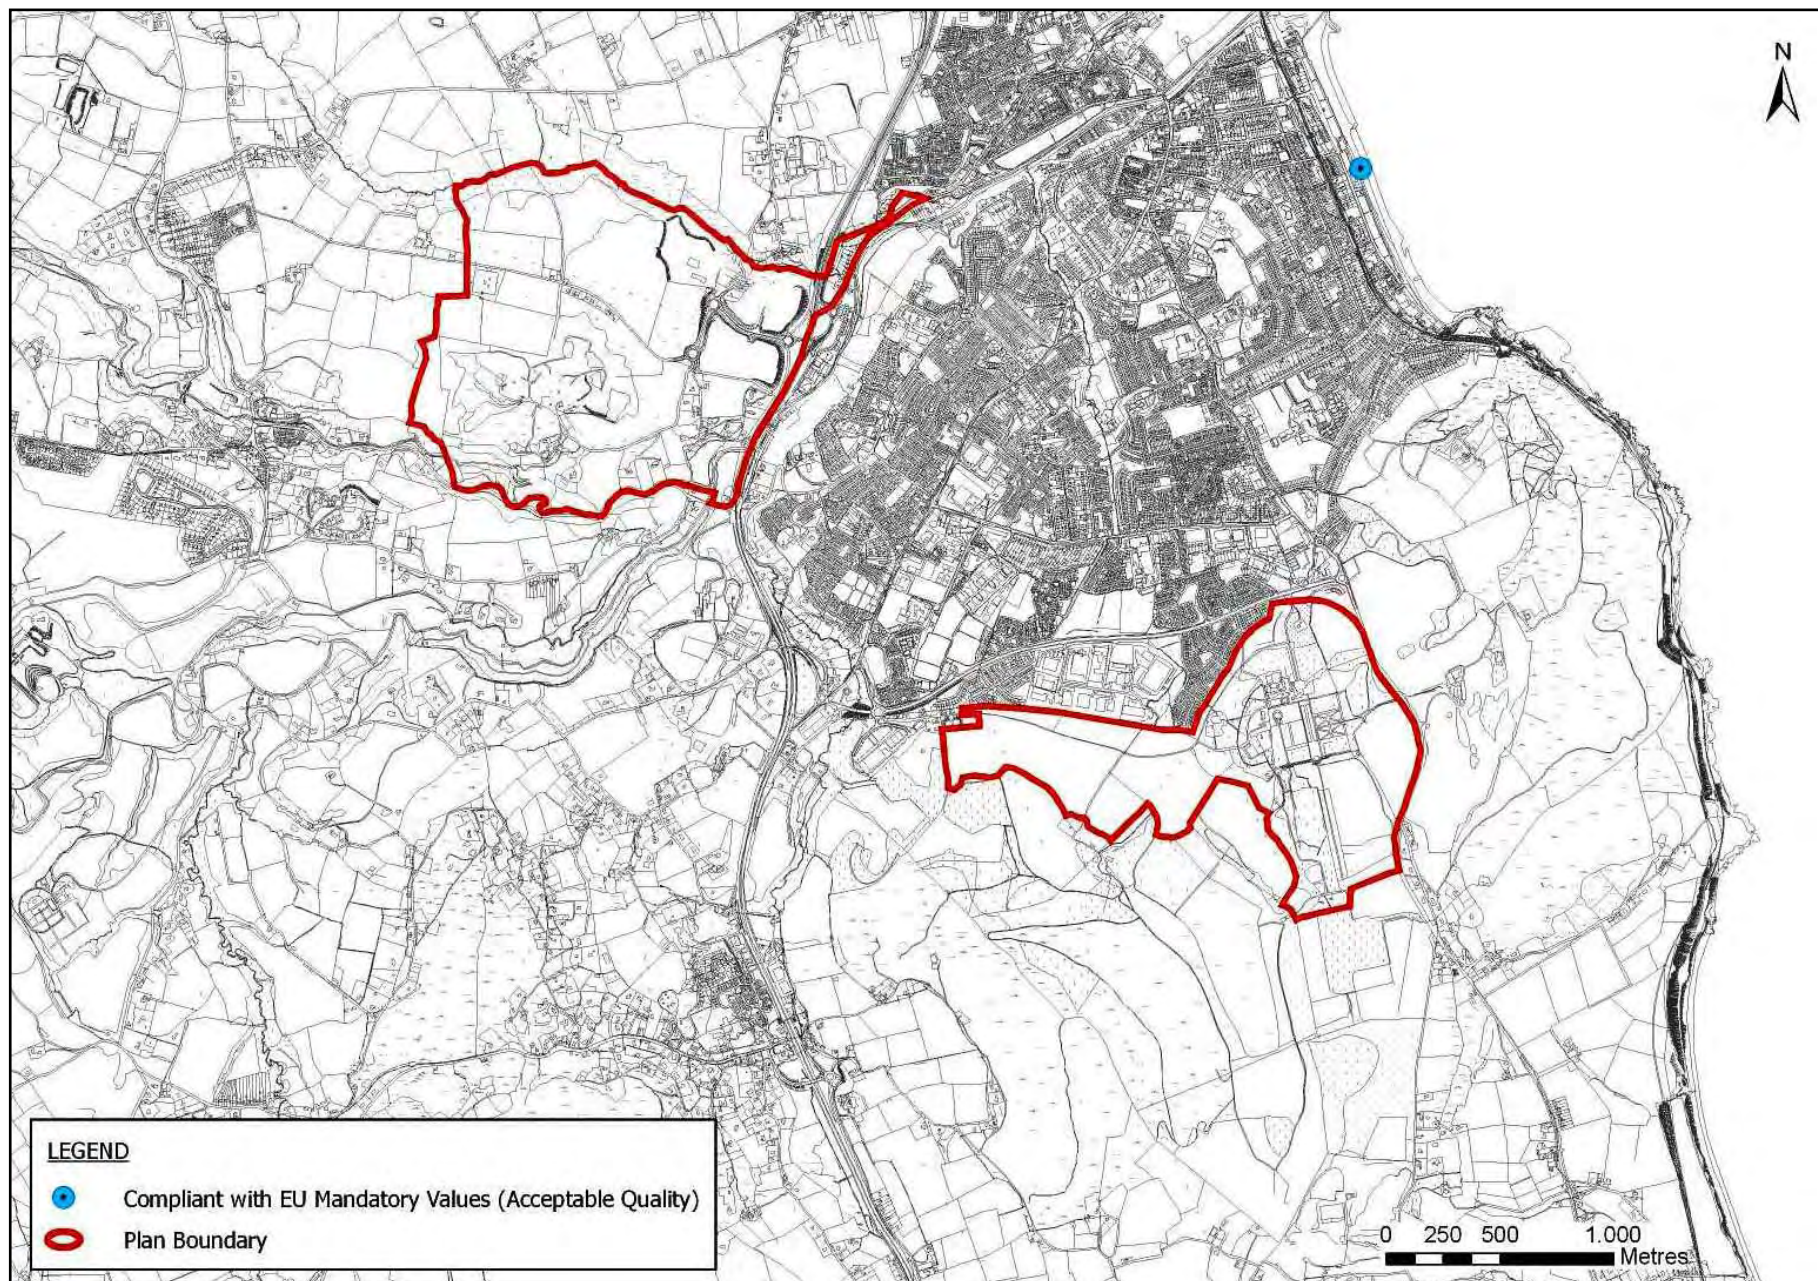 N
LEGEND
Compliant with EU Mandatory Values (Acceptable Quality)
Plan Boundary
0 250 500 1.000
Metres